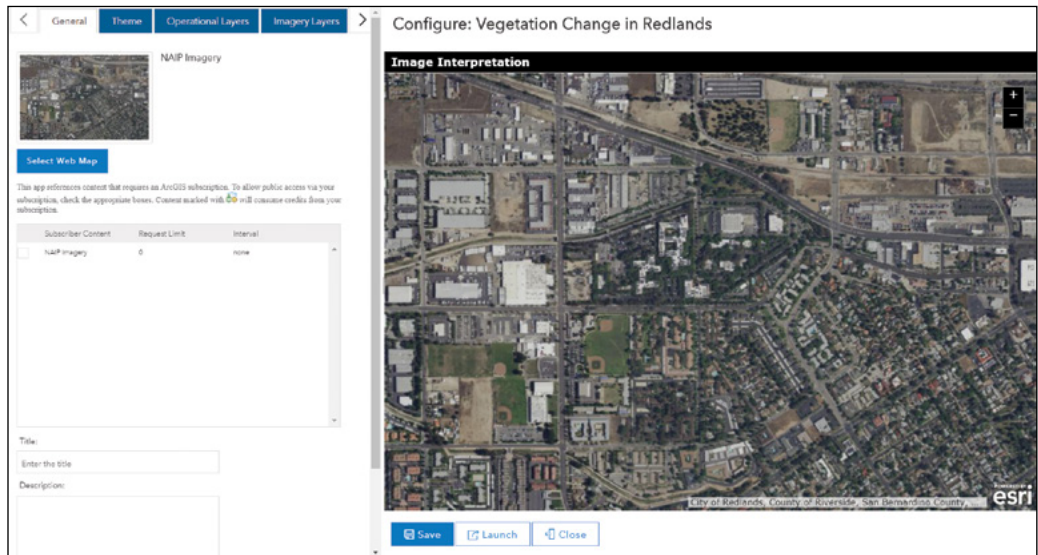 General
Theme
Operational Layers
Imagery Layers
NAIP Imagery
Select Web Map
This app references content that requires an ArcGIS subscription. To allow public access via your
subscription, check the appropriate boxes. Content marked with will consume credits from your
subscription.
Subscriber Content Request Limit Interval
NAIP Imagery 0 none
Title:
Enter the title
Description:
Configure: Vegetation Change in Redlands
Image Interpretation
+
−
City of Redlands, County of Riverside, San Bernardino County, ...
POWERED BY
esri
Save
Launch
Close